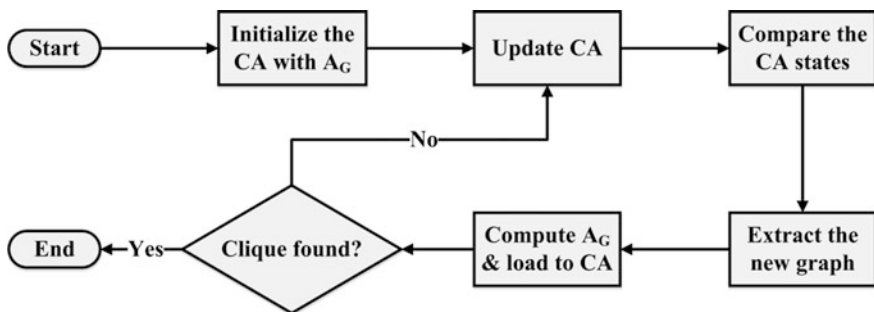 Start
Initialize the
CA with A_G
Update CA
Compare the
CA states
No
End
Yes
Clique found?
Compute A_G
& load to CA
Extract the
new graph